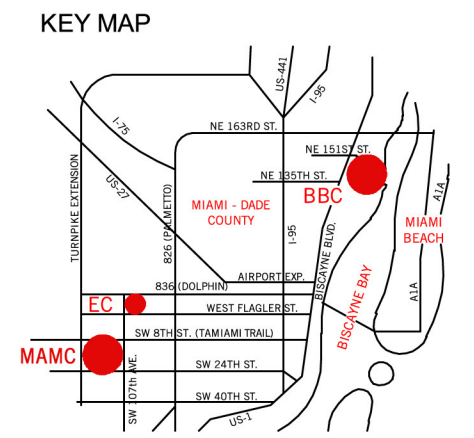 KEY MAP
US-441
I-95
I-75
NE 163RD ST.
NE 151ST ST.
NE 135TH ST.
BBC
A1A
TURNPIKE EXTENSION
US-27
826 (PALMETTO)
MIAMI - DADE
COUNTY
I-95
BISCAYNE BLVD.
MIAMI
BEACH
AIRPORT EXP.
836 (DOLPHIN)
EC
WEST FLAGLER ST.
BISCAYNE BAY
A1A
SW 8TH ST. (TAMIAMI TRAIL)
MAMC
SW 24TH ST.
SW 107th AVE.
SW 40TH ST.
US-1